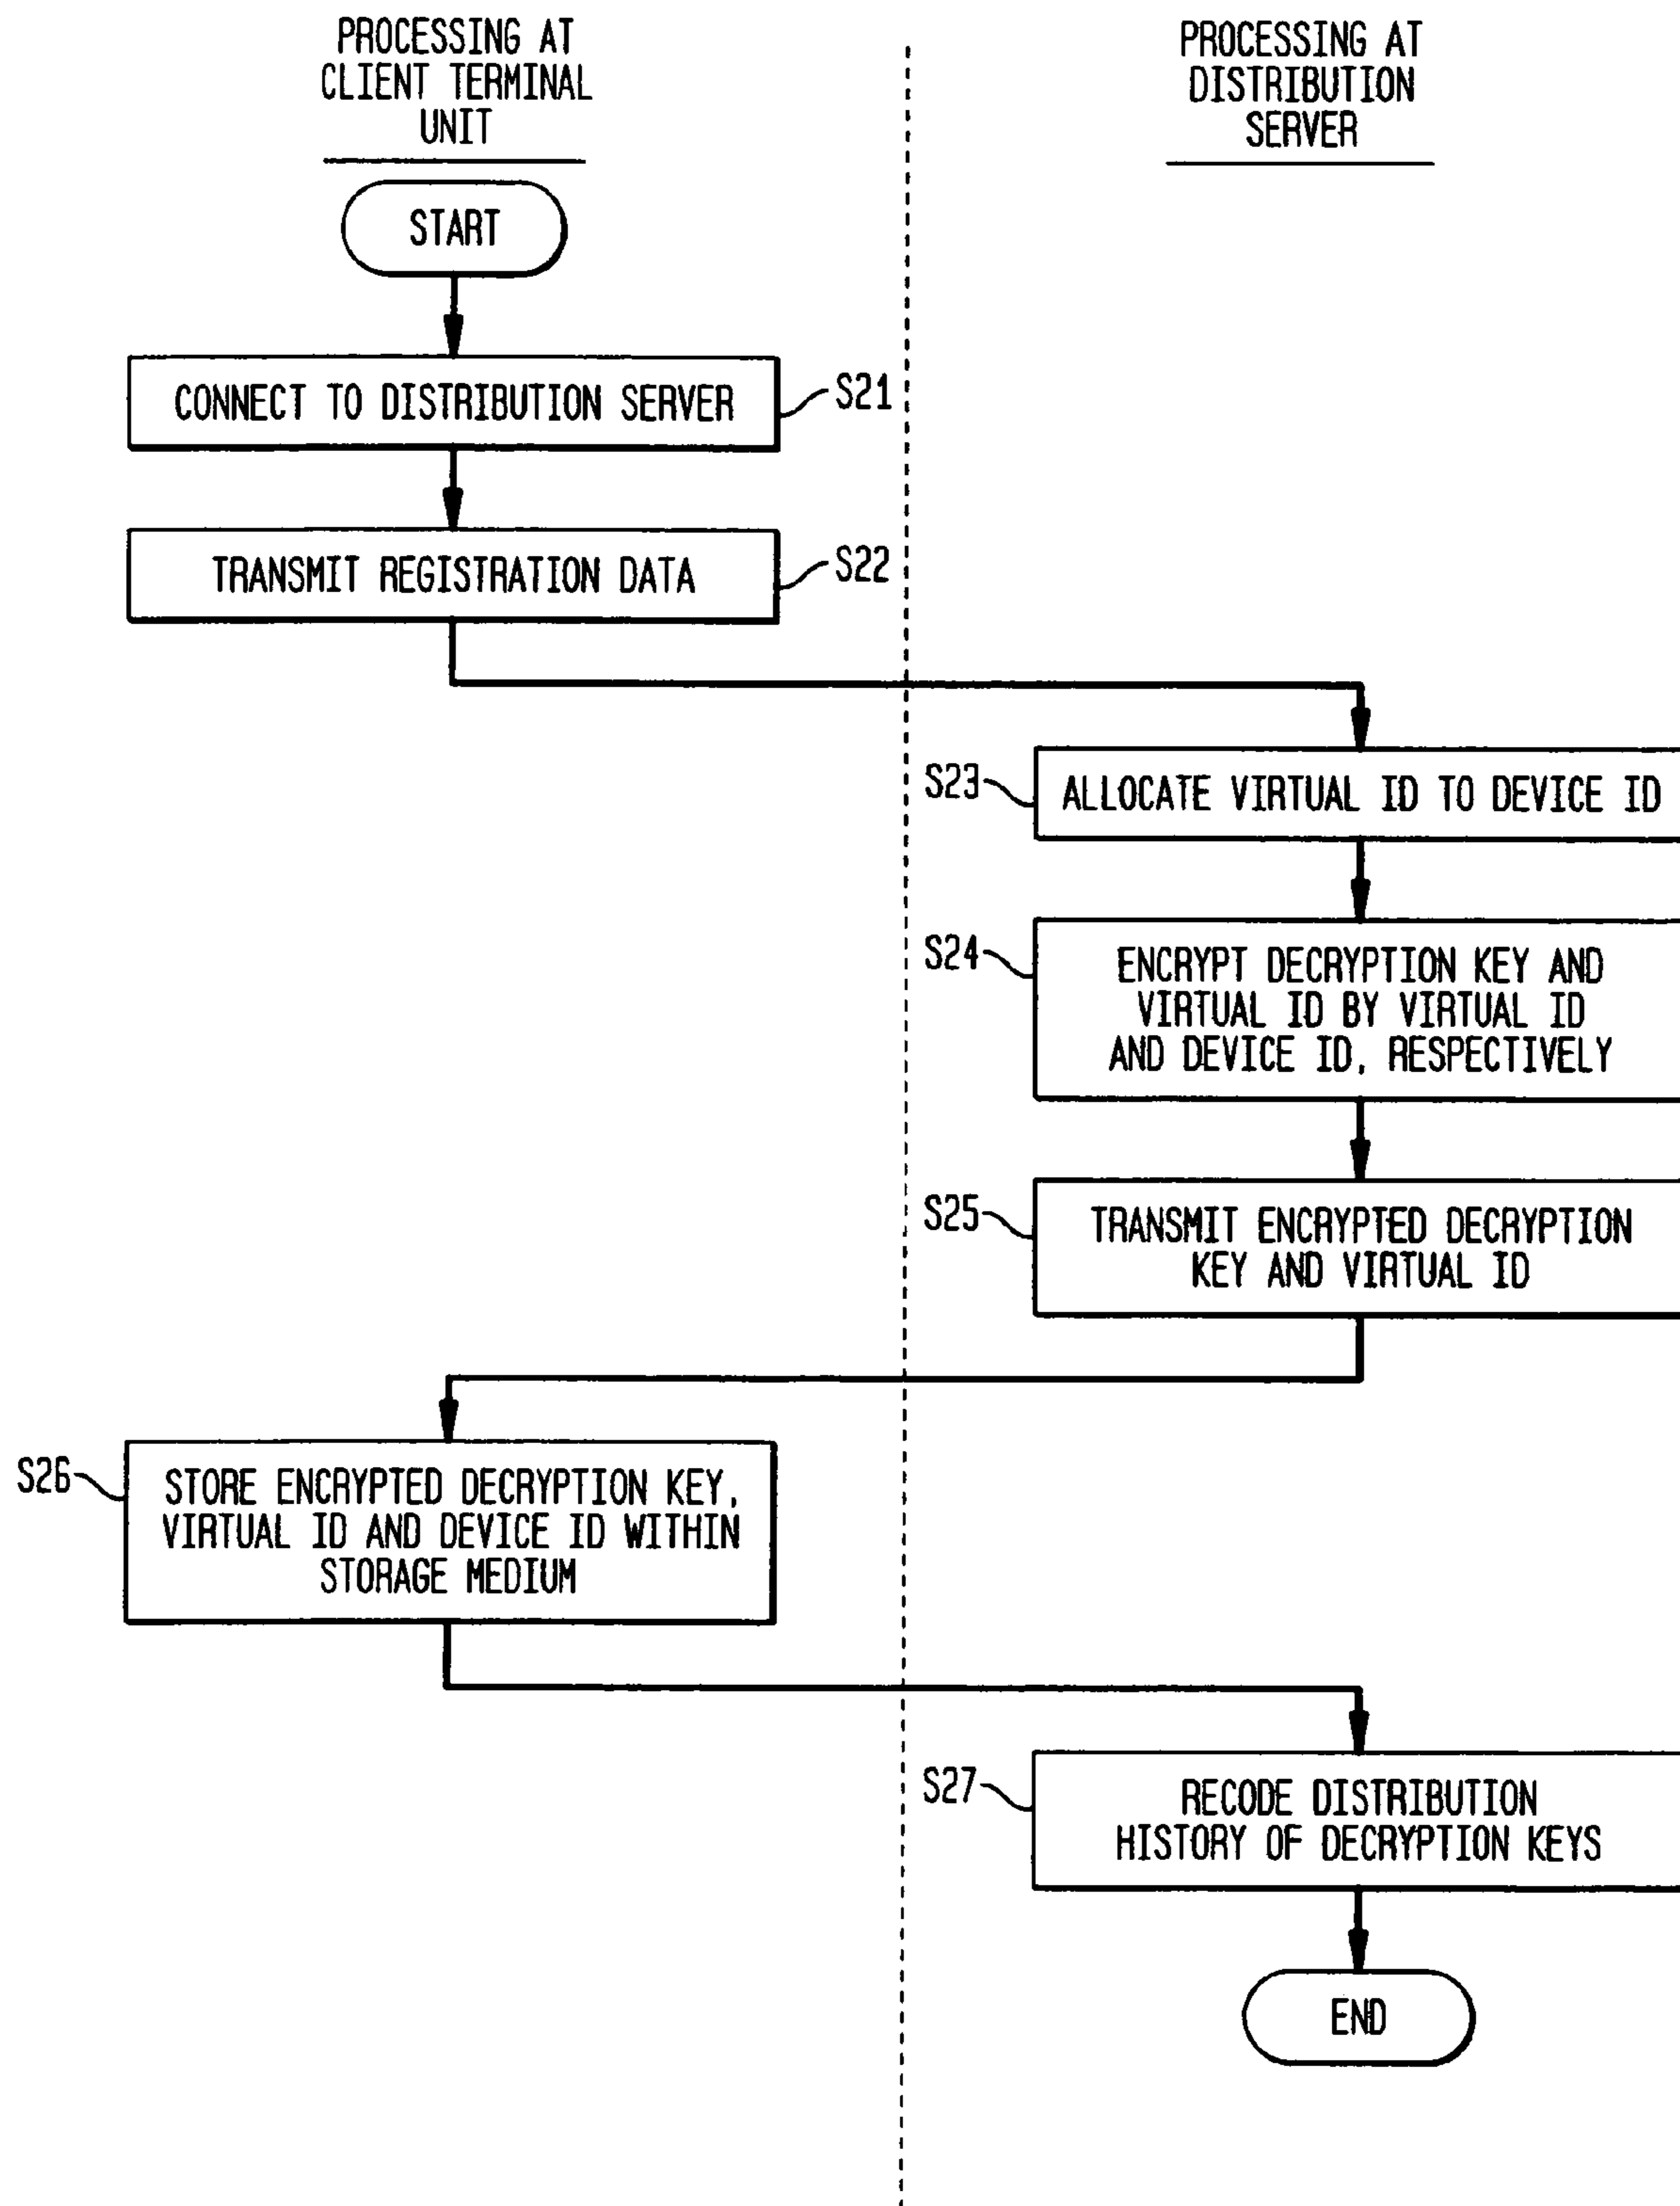 PROCESSING AT
CLIENT TERMINAL
UNIT
PROCESSING AT
DISTRIBUTION
SERVER
START
CONNECT TO DISTRIBUTION SERVER
S21
TRANSMIT REGISTRATION DATA
S22
S23
ALLOCATE VIRTUAL ID TO DEVICE ID
S24
ENCRYPT DECRYPTION KEY AND
VIRTUAL ID BY VIRTUAL ID
AND DEVICE ID, RESPECTIVELY
S25
TRANSMIT ENCRYPTED DECRYPTION
KEY AND VIRTUAL ID
S26
STORE ENCRYPTED DECRYPTION KEY,
VIRTUAL ID AND DEVICE ID WITHIN
STORAGE MEDIUM
S27
RECODE DISTRIBUTION
HISTORY OF DECRYPTION KEYS
END